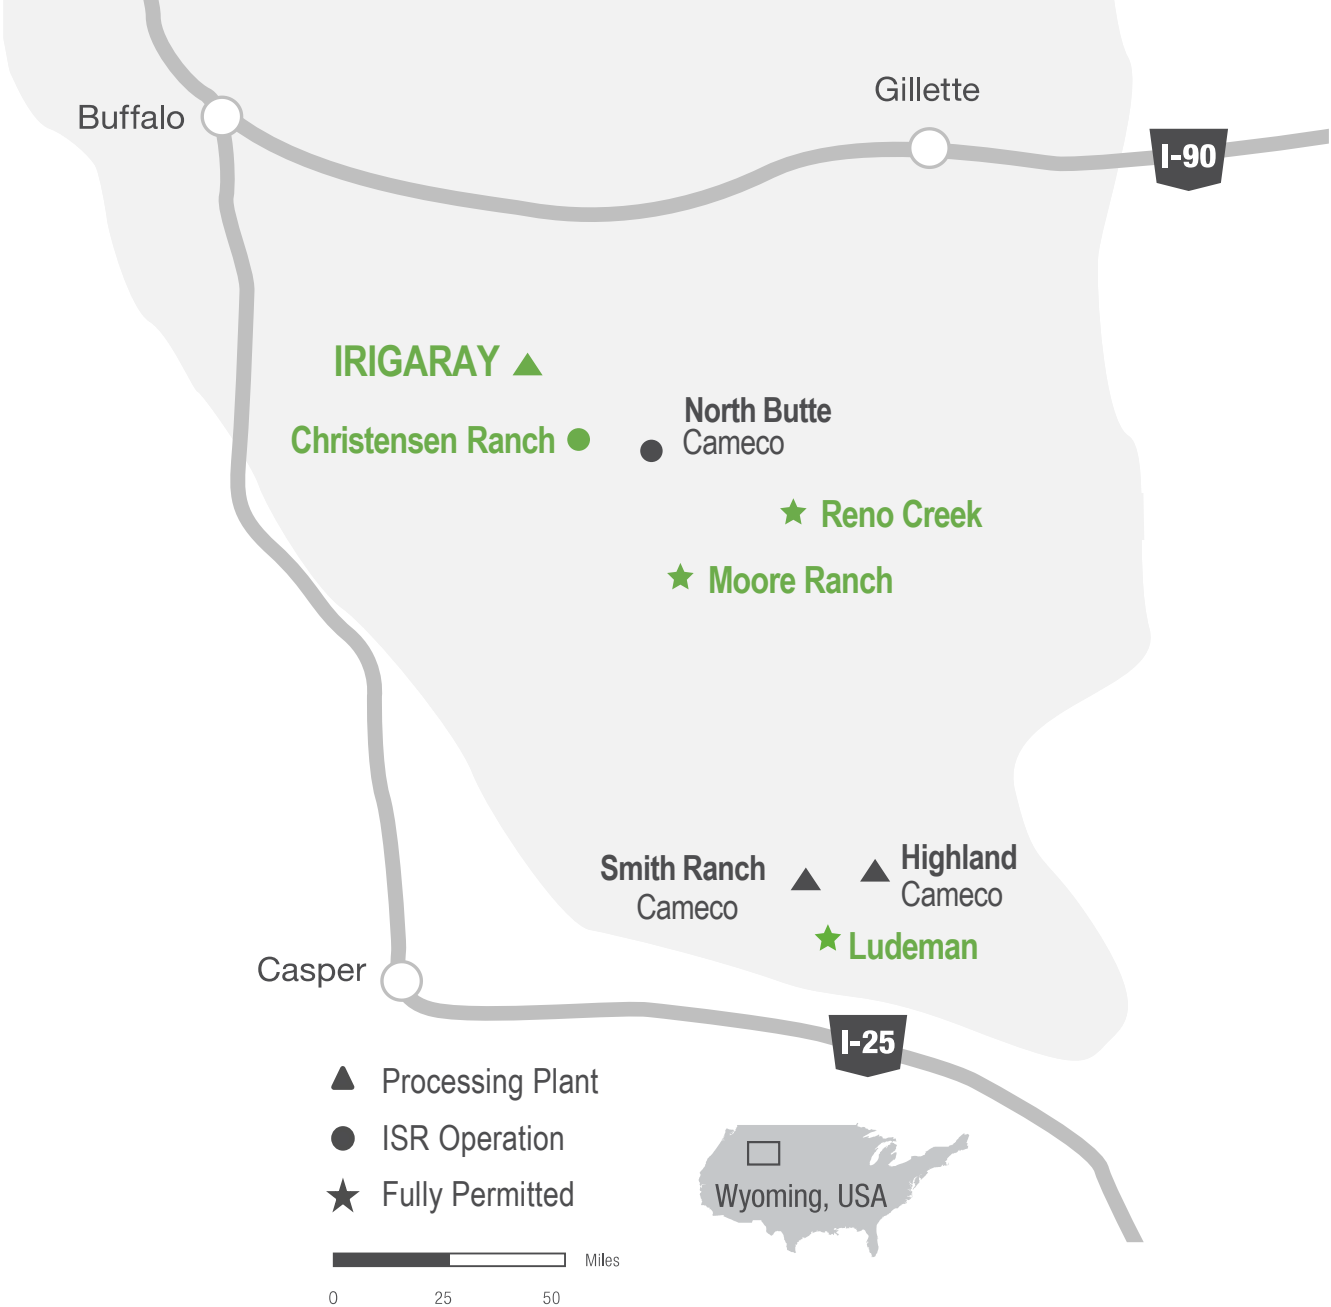 Gillette
Buffalo
I-90
IRIGARAY
North Butte
Cameco
Christensen Ranch
Reno Creek
Moore Ranch
Highland
Cameco
Smith Ranch
Cameco
Ludeman
Casper
I-25
Processing Plant
ISR Operation
Fully Permitted
Wyoming, USA
Miles
0 25 50